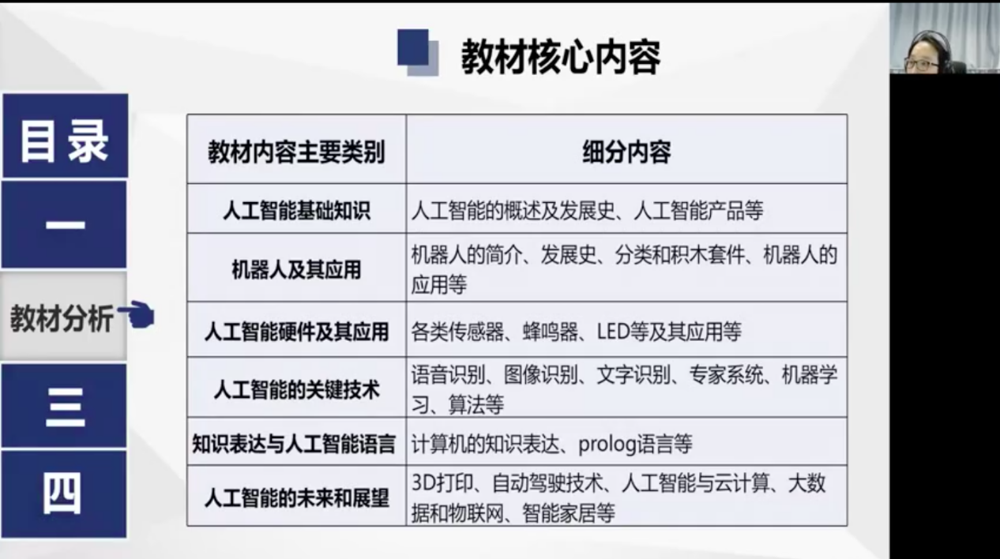 教材核心内容
目录
一
教材分析
三
四
教材内容主要类别
细分内容
人工智能基础知识
人工智能的概述及发展史、人工智能产品等
机器人及其应用
机器人的简介、发展史、分类和积木套件、机器人的
应用等
人工智能硬件及其应用
各类传感器、蜂鸣器、LED等及其应用等
人工智能的关键技术
语音识别、图像识别、文字识别、专家系统、机器学
习、算法等
知识表达与人工智能语言
计算机的知识表达、prolog语言等
人工智能的未来和展望
3D打印、自动驾驶技术、人工智能与云计算、大数
据和物联网、智能家居等